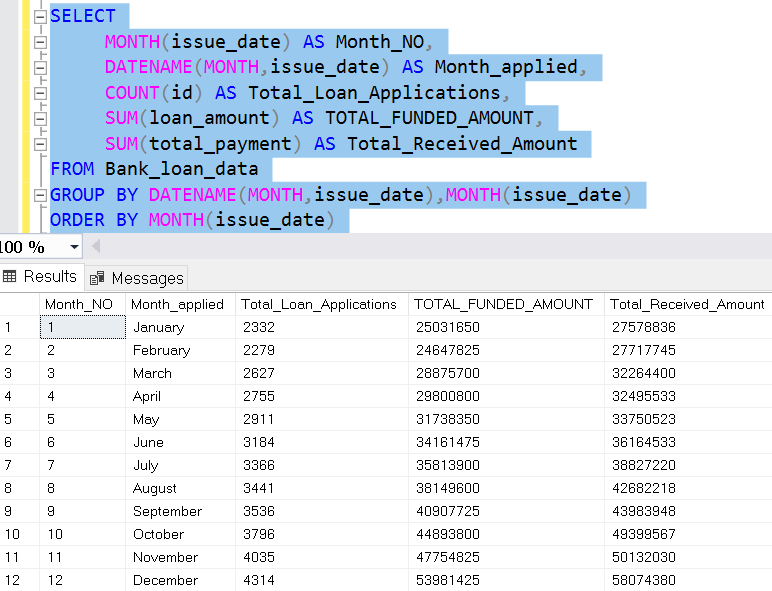 SELECT
MONTH(issue_date) AS Month_NO,
DATENAME(MONTH,issue_date) AS Month_applied,
COUNT(id) AS Total_Loan_Applications,
SUM(loan_amount) AS TOTAL_FUNDED_AMOUNT,
SUM(total_payment) AS Total_Received_Amount
FROM Bank_loan_data
GROUP BY DATENAME(MONTH,issue_date),MONTH(issue_date)
ORDER BY MONTH(issue_date)
100 %
Results Messages
Month_NO Month_applied Total_Loan_Applications TOTAL_FUNDED_AMOUNT Total_Received_Amount
1 1 January 2332 25031650 27578836
2 2 February 2279 24647825 27717745
3 3 March 2627 28875700 32264400
4 4 April 2755 29800800 32495533
5 5 May 2911 31738350 33750523
6 6 June 3184 34161475 36164533
7 7 July 3366 35813900 38827220
8 8 August 3441 38149600 42682218
9 9 September 3536 40907725 43983948
10 10 October 3796 44893800 49399567
11 11 November 4035 47754825 50132030
12 12 December 4314 53981425 58074380